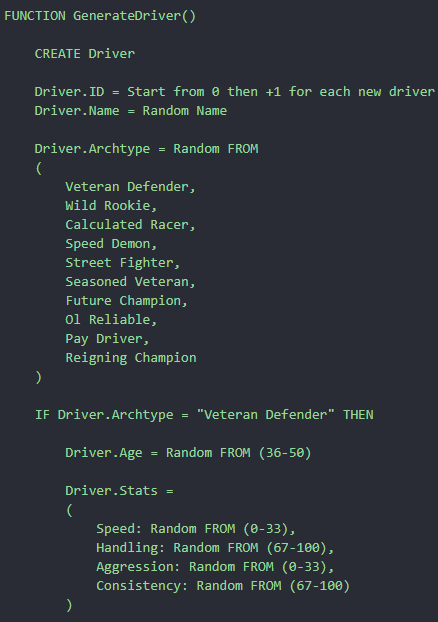 FUNCTION GenerateDriver()
CREATE Driver
Driver.ID = Start from 0 then +1 for each new driver
Driver.Name = Random Name
Driver.Archtype = Random FROM
(
Veteran Defender,
Wild Rookie,
Calculated Racer,
Speed Demon,
Street Fighter,
Seasoned Veteran,
Future Champion,
Ol Reliable,
Pay Driver,
Reigning Champion
)
IF Driver.Archtype = "Veteran Defender" THEN
Driver.Age = Random FROM (36-50)
Driver.Stats =
(
Speed: Random FROM (0-33),
Handling: Random FROM (67-100),
Aggression: Random FROM (0-33),
Consistency: Random FROM (67-100)
)